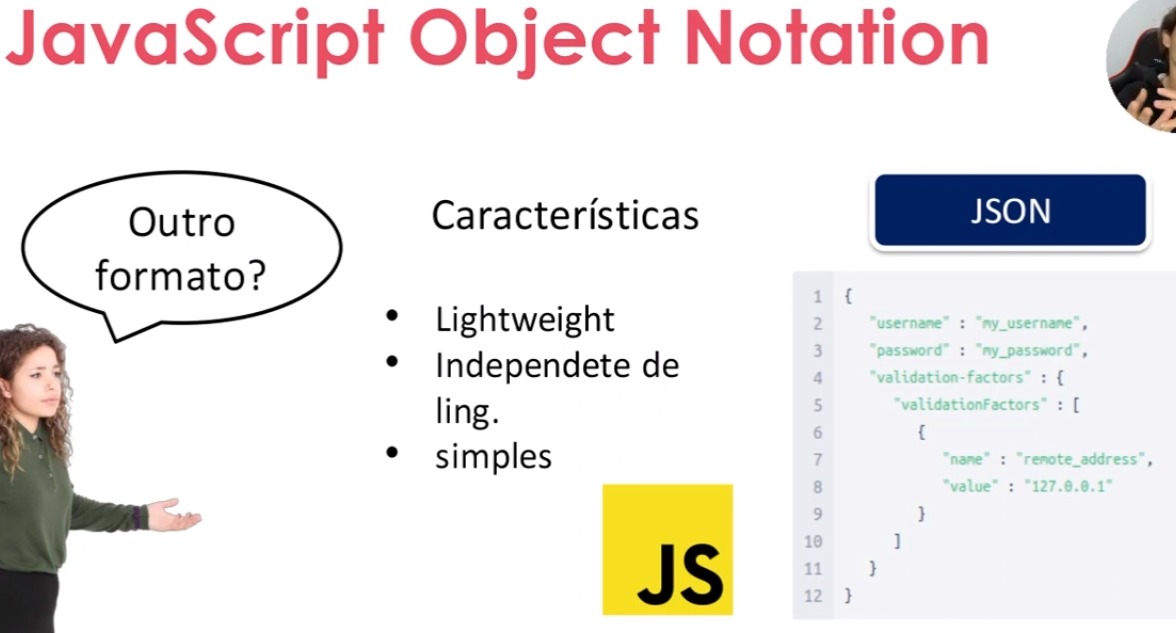 JavaScript Object Notation
Outro
formato?
Características
• Lightweight
• Independete de
ling.
• simples
JS
JSON
1 {
2 "username" : "my_username",
3 "password" : "my_password",
4 "validation-factors" : {
5 "validationFactors" : [
6 {
7 "name" : "remote_address",
8 "value" : "127.0.0.1"
9 }
10 ]
11 }
12 }